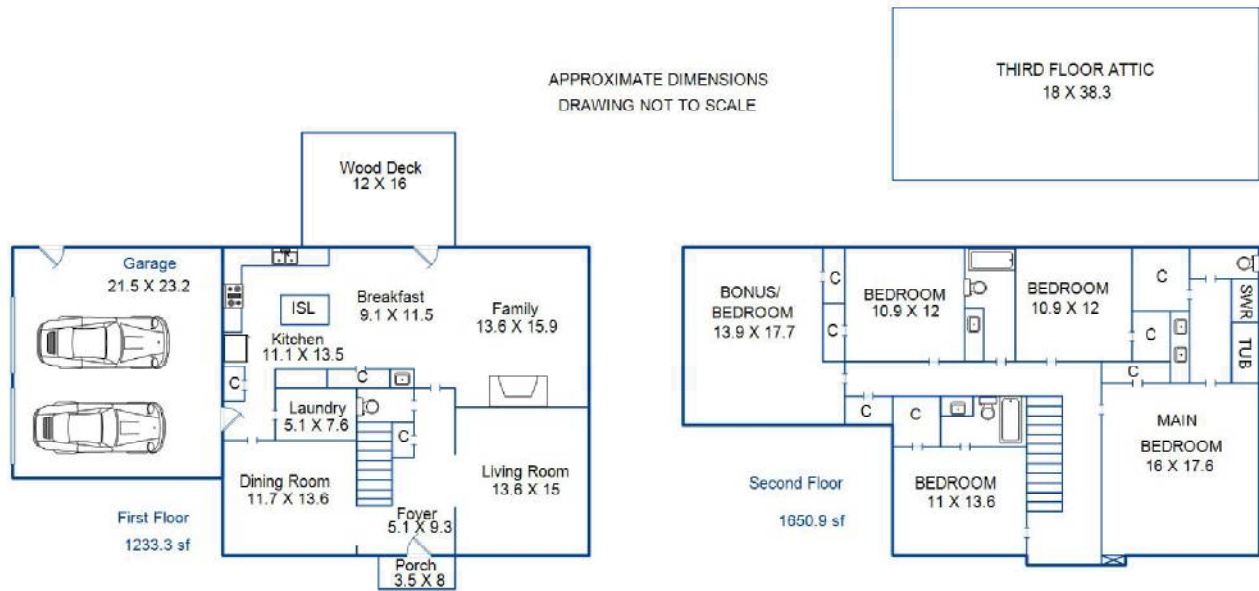 APPROXIMATE DIMENSIONS
DRAWING NOT TO SCALE
THIRD FLOOR ATTIC
18 X 38.3
Wood Deck
12 X 16
Garage
21.5 X 23.2
ISL
Breakfast
9.1 X 11.5
Family
13.6 X 15.9
Kitchen
11.1 X 13.5
C
C
Laundry
5.1 X 7.6
C
Dining Room
11.7 X 13.6
Living Room
13.6 X 15
Foyer
5.1 X 9.3
Porch
3.5 X 8
First Floor
1233.3 sf
BONUS/
BEDROOM
13.9 X 17.7
C
C
BEDROOM
10.9 X 12
BEDROOM
10.9 X 12
C
C
C
SWR
TUB
C
C
MAIN
BEDROOM
16 X 17.6
BEDROOM
11 X 13.6
Second Floor
1650.9 sf